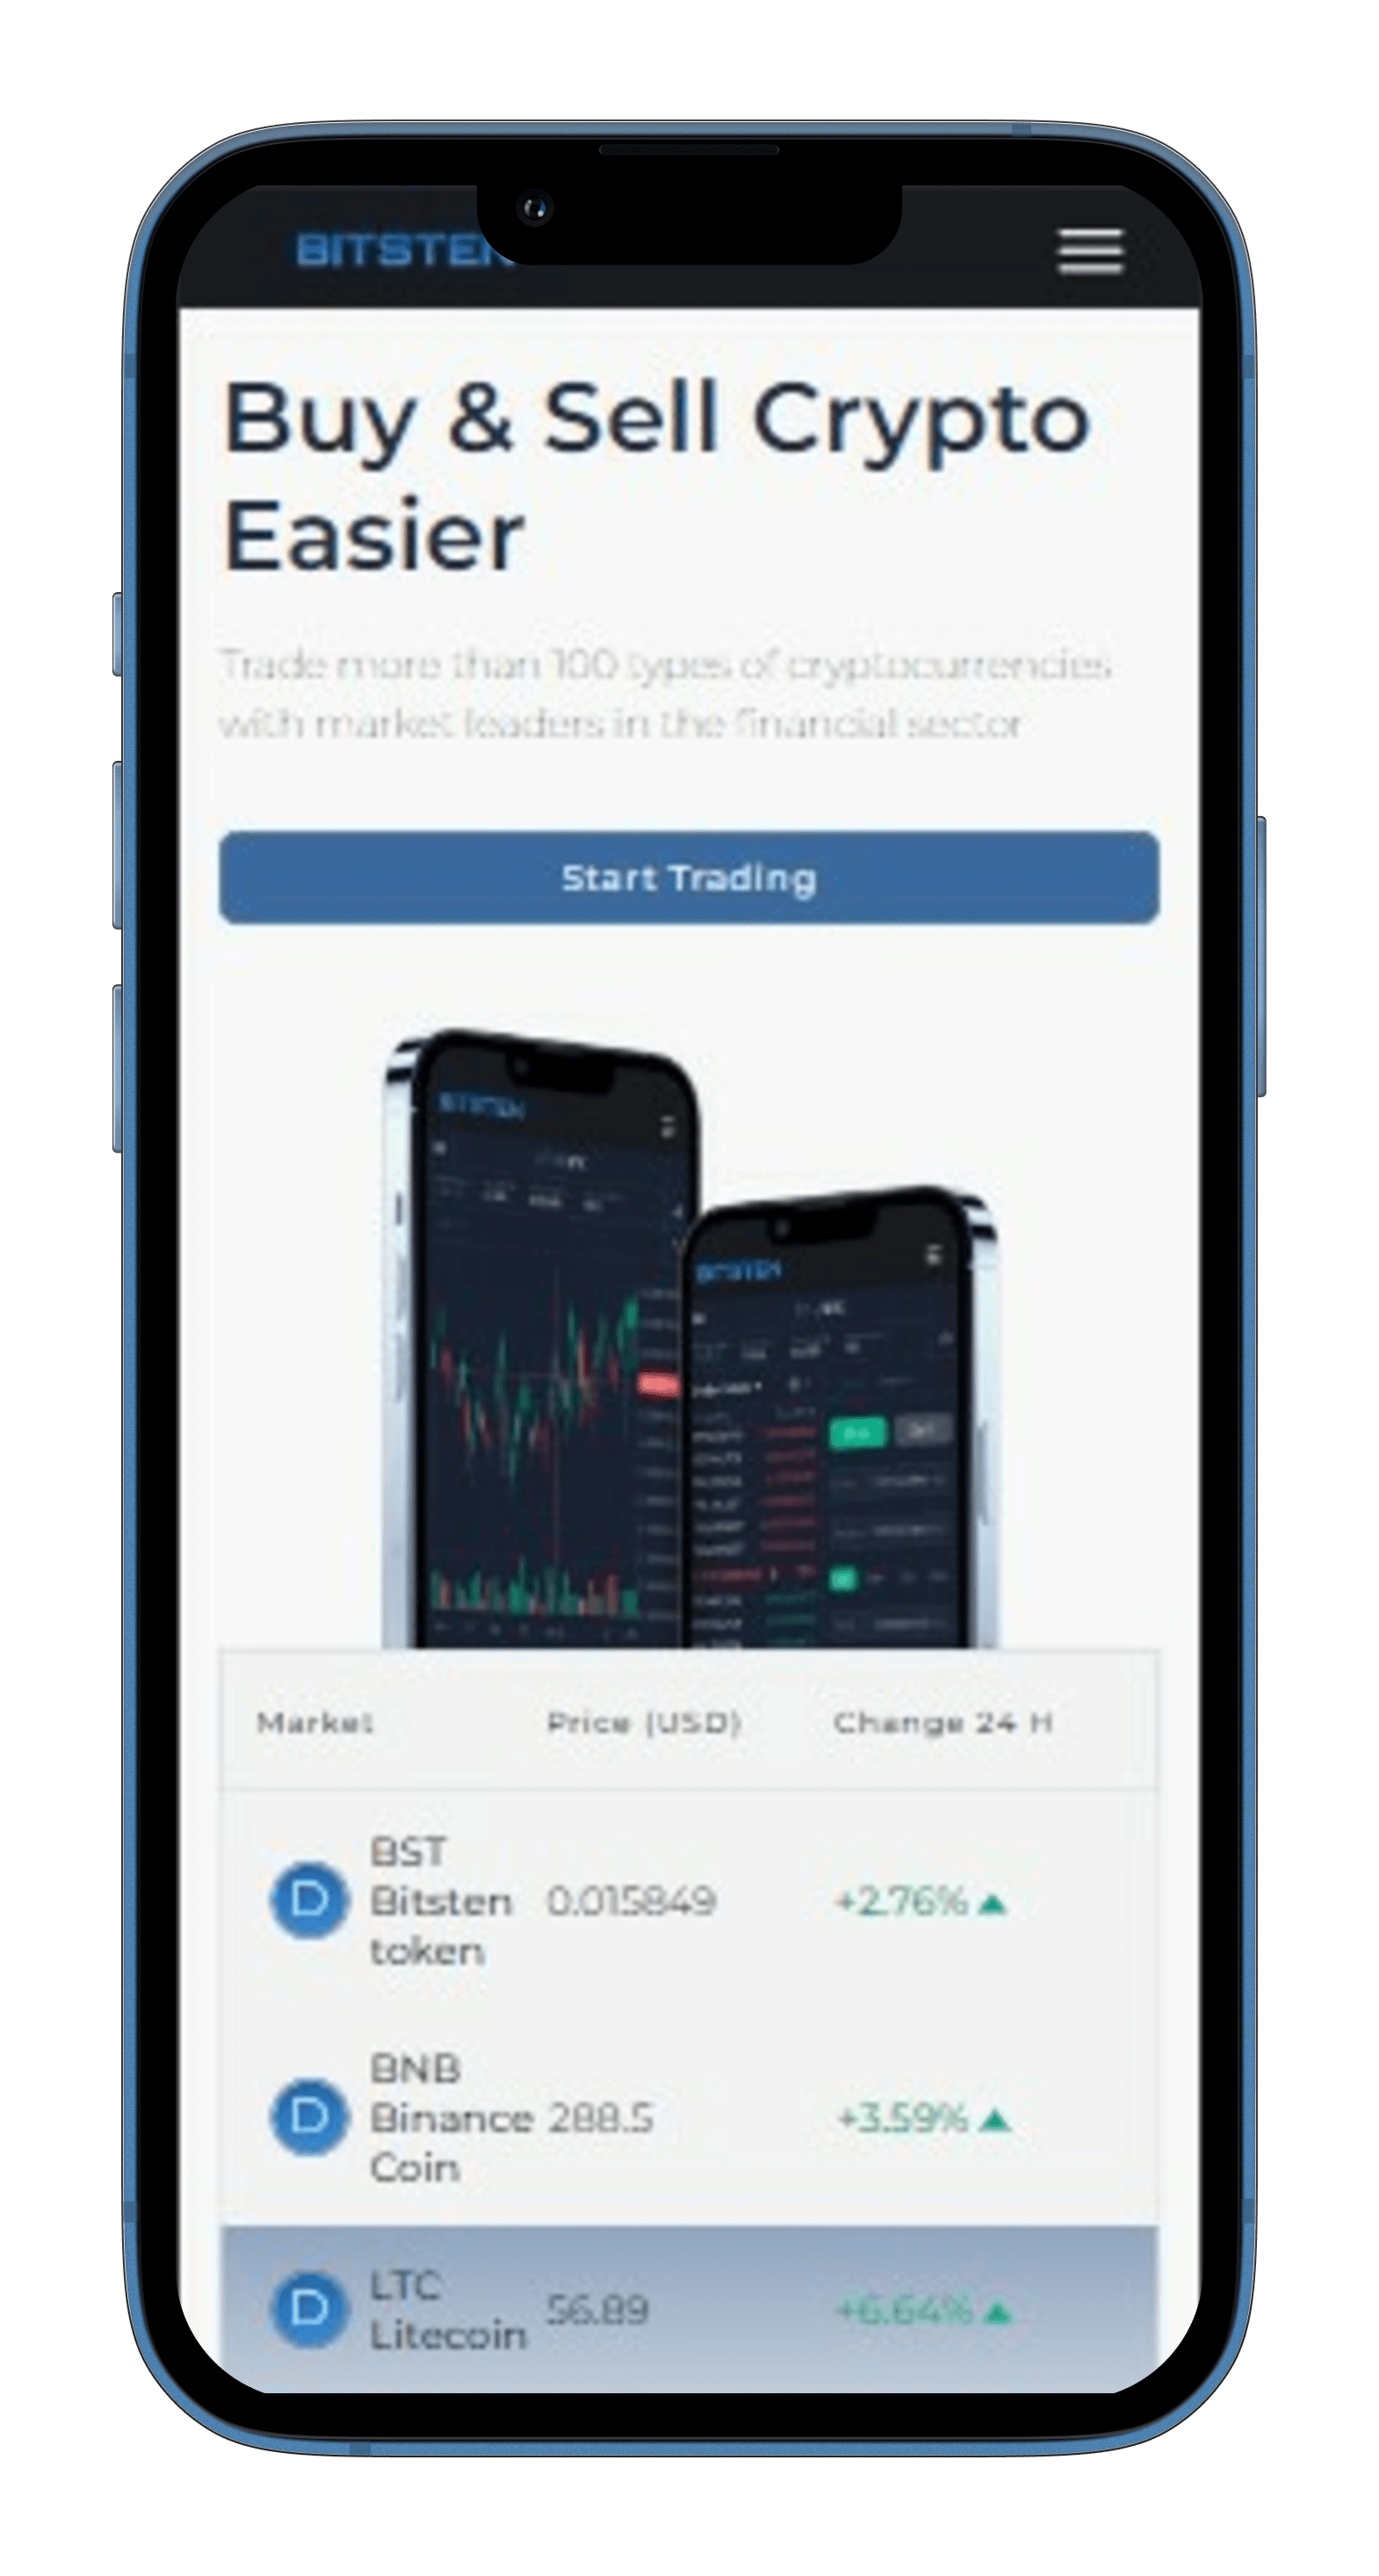 BITSTEN
Buy & Sell Crypto
Easier
Trade more than 100 types of cryptocurrencies
with market leaders in the financial sector
Start Trading
BITSTEN
BITSTEN
Market Price (USD) Change 24 H
BST
Bitsten 0.015849 +2.76%
token
BNB
Binance 288.5 +3.59%
Coin
LTC
56.89 +6.64%
Litecoin